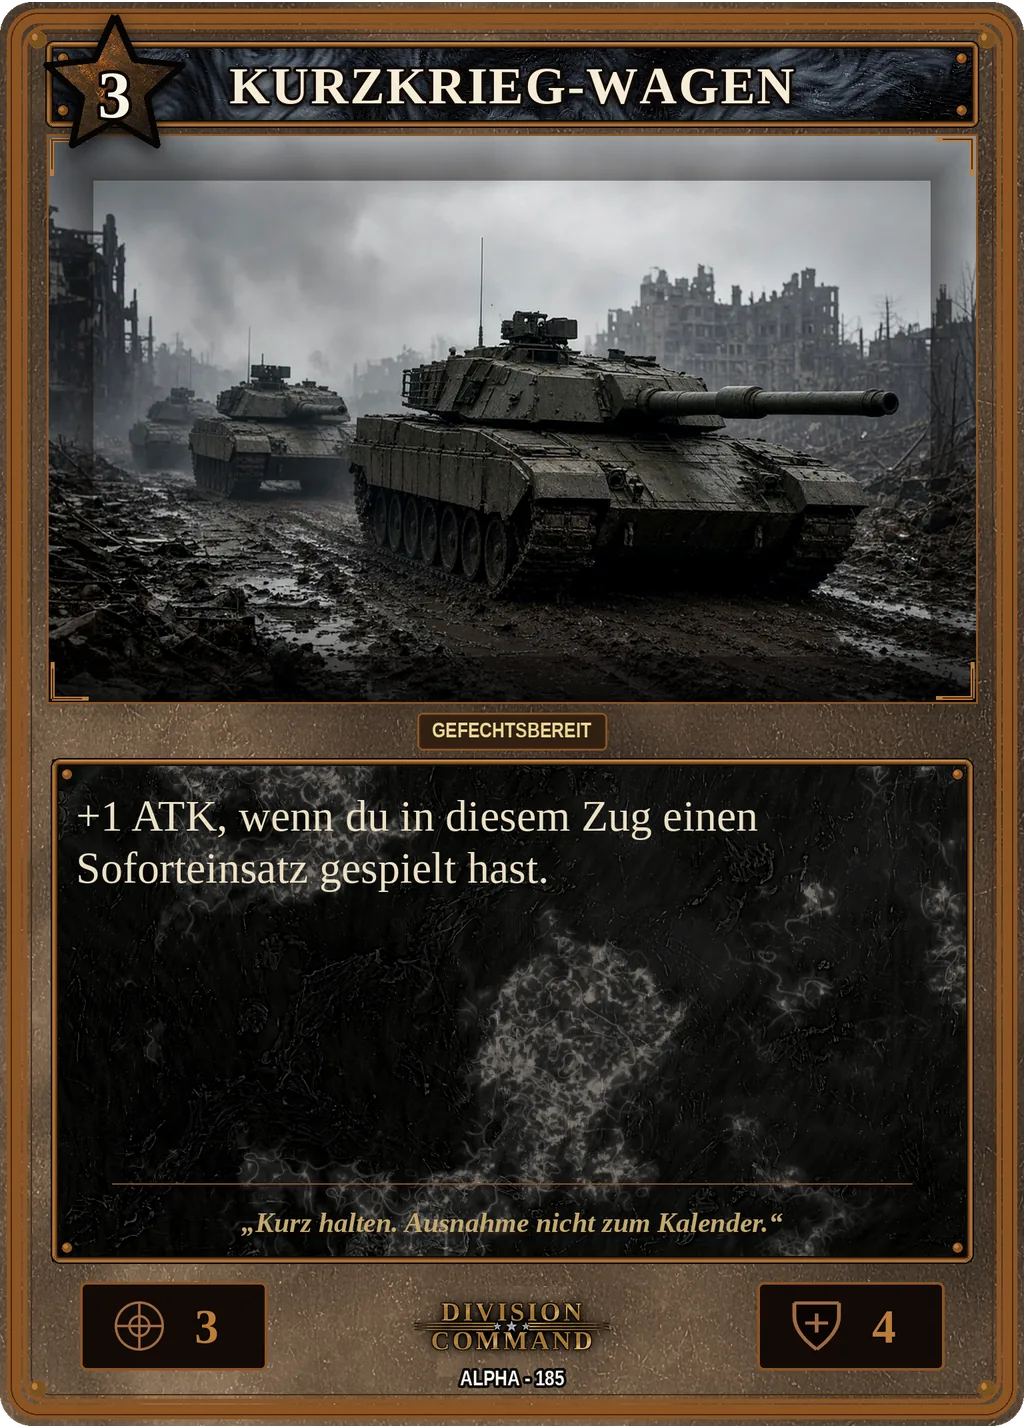 3
KURZKRIEG-WAGEN
GEFECHTSBEREIT
+1 ATK, wenn du in diesem Zug einen
Soforteinsatz gespielt hast.
„Kurz halten. Ausnahme nicht zum Kalender.“
3
DIVISION
COMMAND
4
ALPHA - 185